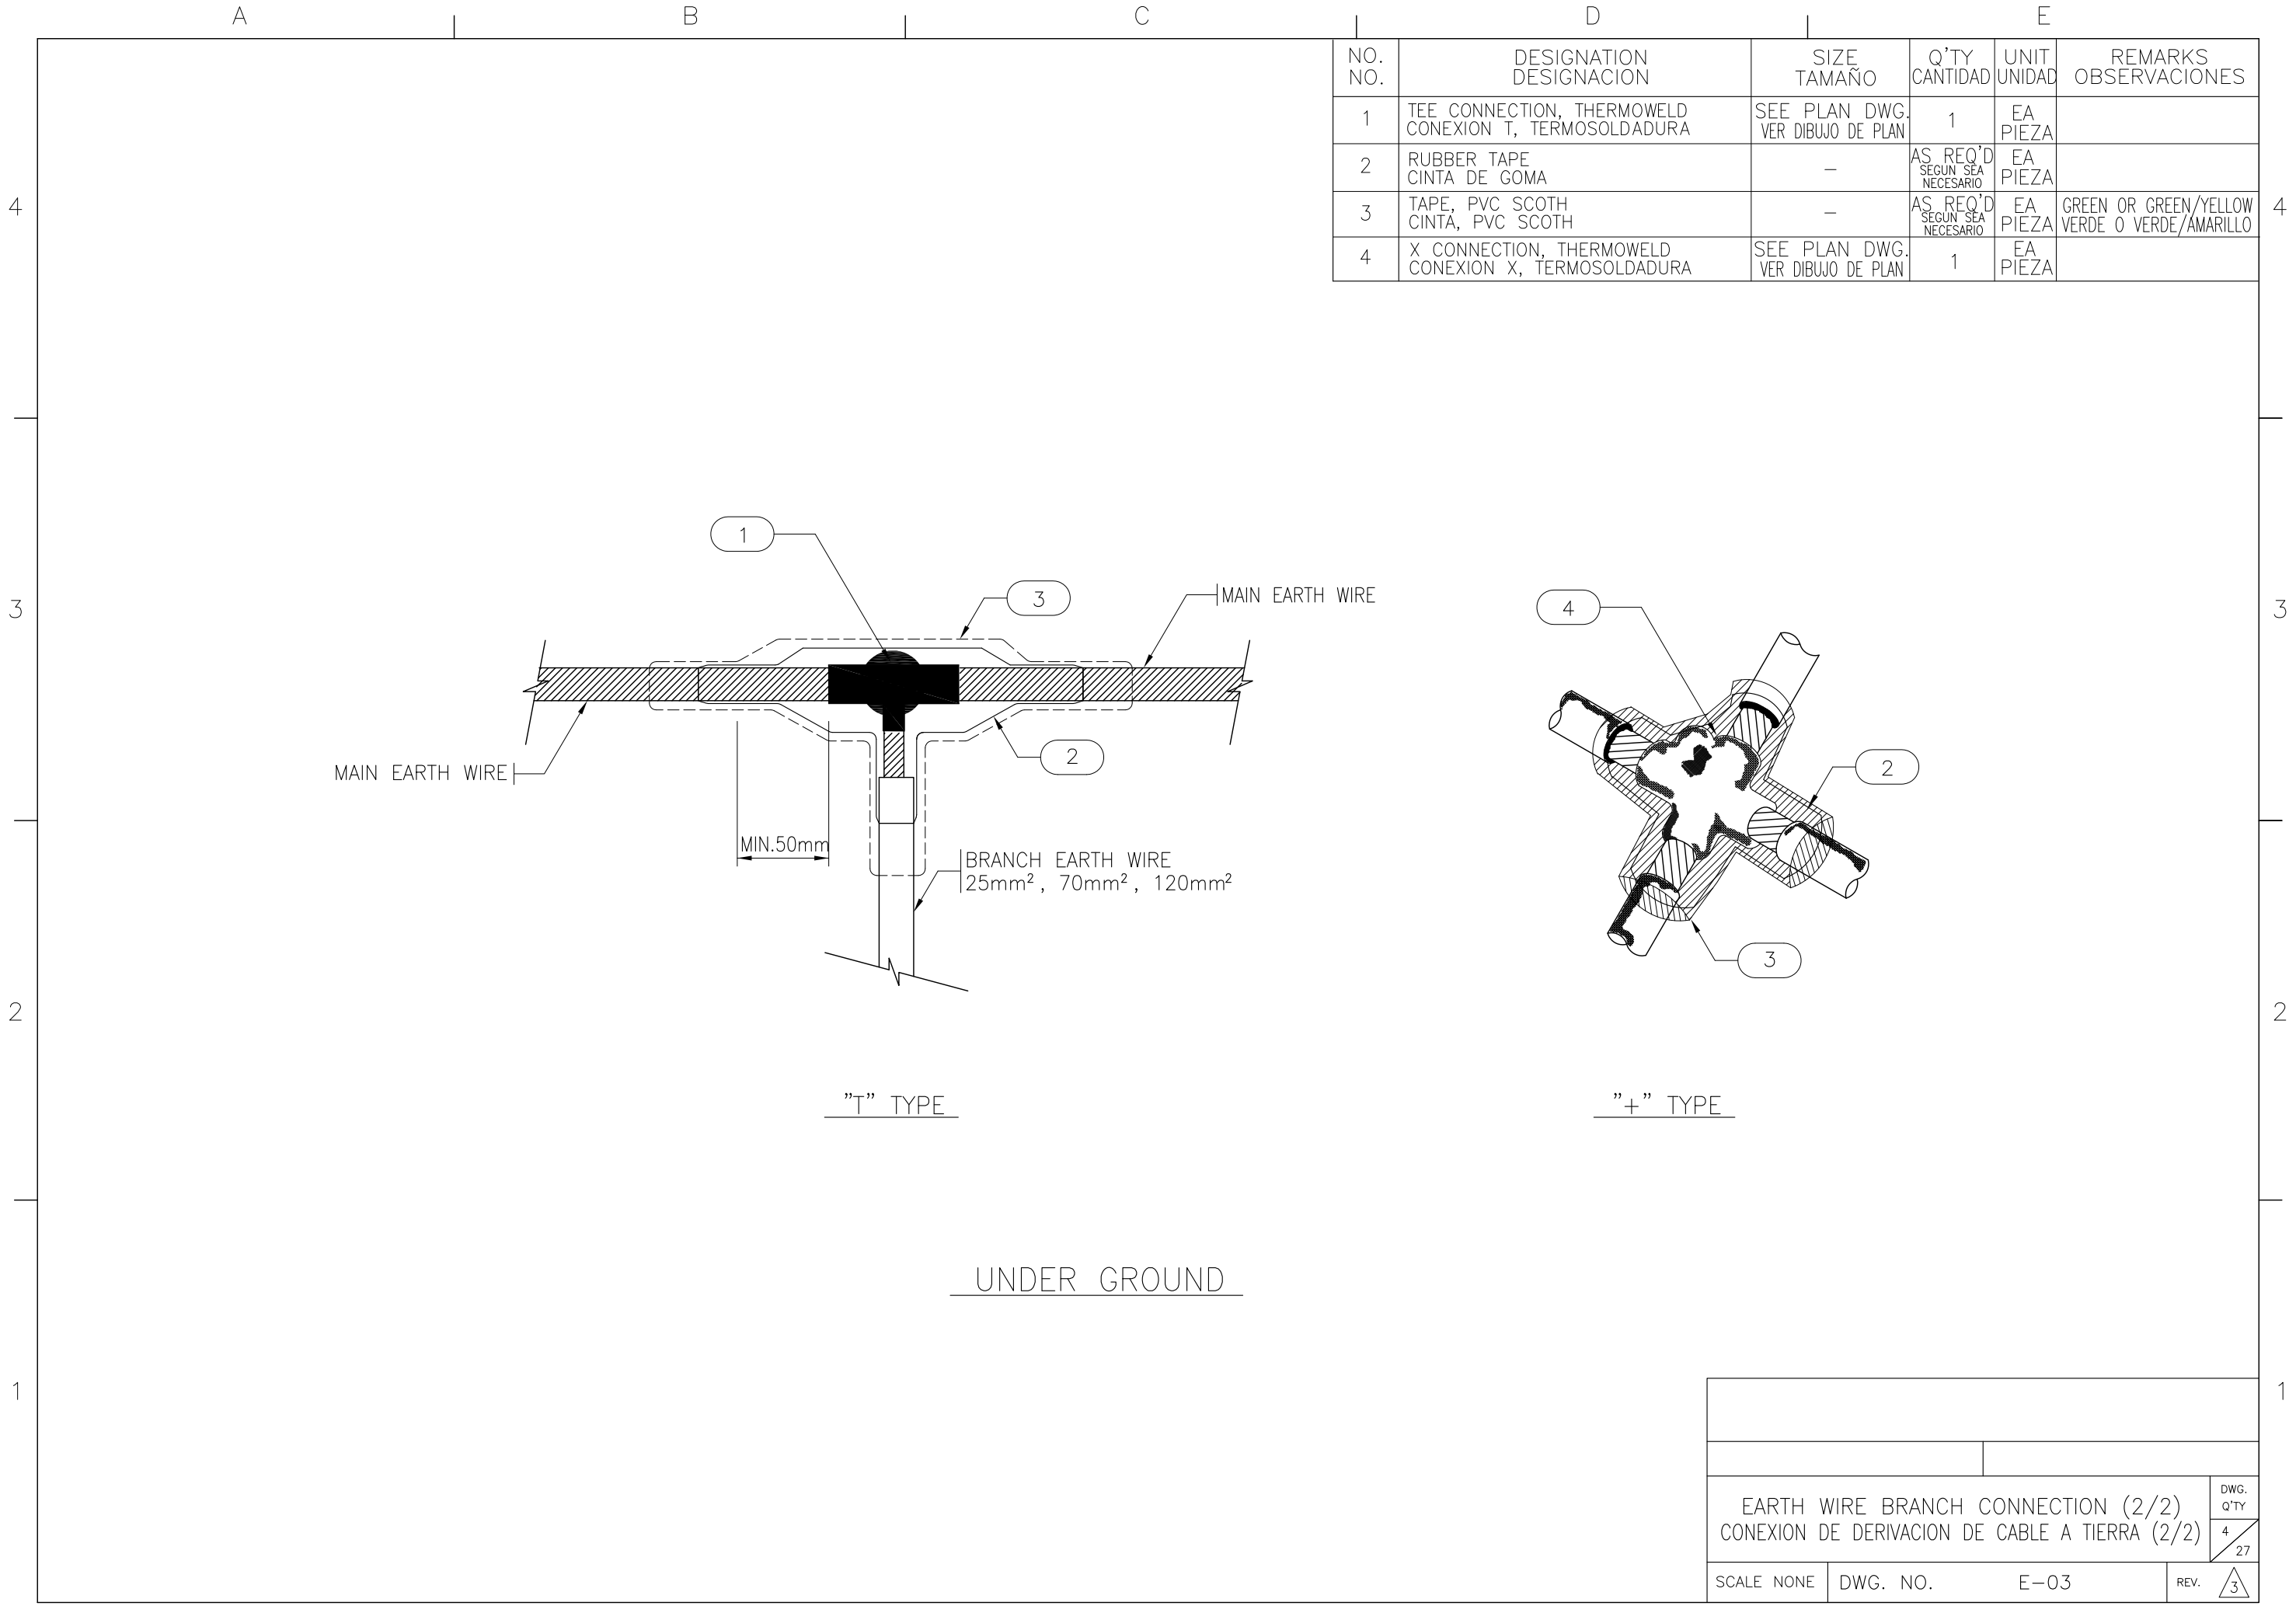 A B C D E
NO. DESIGNATION SIZE Q'TY UNIT REMARKS
NO. DESIGNACION TAMAÑO CANTIDAD UNIDAD OBSERVACIONES
1 TEE CONNECTION, THERMOWELD SEE PLAN DWG. 1 EA
CONEXION T, TERMOSOLDADURA VER DIBUJO DE PLAN PIEZA
2 RUBBER TAPE – AS REQ'D EA
CINTA DE GOMA SEGUN SEA NECESARIO PIEZA
3 TAPE, PVC SCOTH – AS REQ'D EA GREEN OR GREEN/YELLOW
CINTA, PVC SCOTH SEGUN SEA NECESARIO PIEZA VERDE O VERDE/AMARILLO
4 X CONNECTION, THERMOWELD SEE PLAN DWG. 1 EA
CONEXION X, TERMOSOLDADURA VER DIBUJO DE PLAN PIEZA
4 4
1
3
MAIN EARTH WIRE
4
3 3
2
2
MAIN EARTH WIRE
MIN.50mm
BRANCH EARTH WIRE
25mm², 70mm², 120mm²
3
2 2
"T" TYPE
"+" TYPE
UNDER GROUND
1 1
EARTH WIRE BRANCH CONNECTION (2/2)
CONEXION DE DERIVACION DE CABLE A TIERRA (2/2)
DWG.
Q'TY
4
27
SCALE NONE DWG. NO. E-03 REV. 3